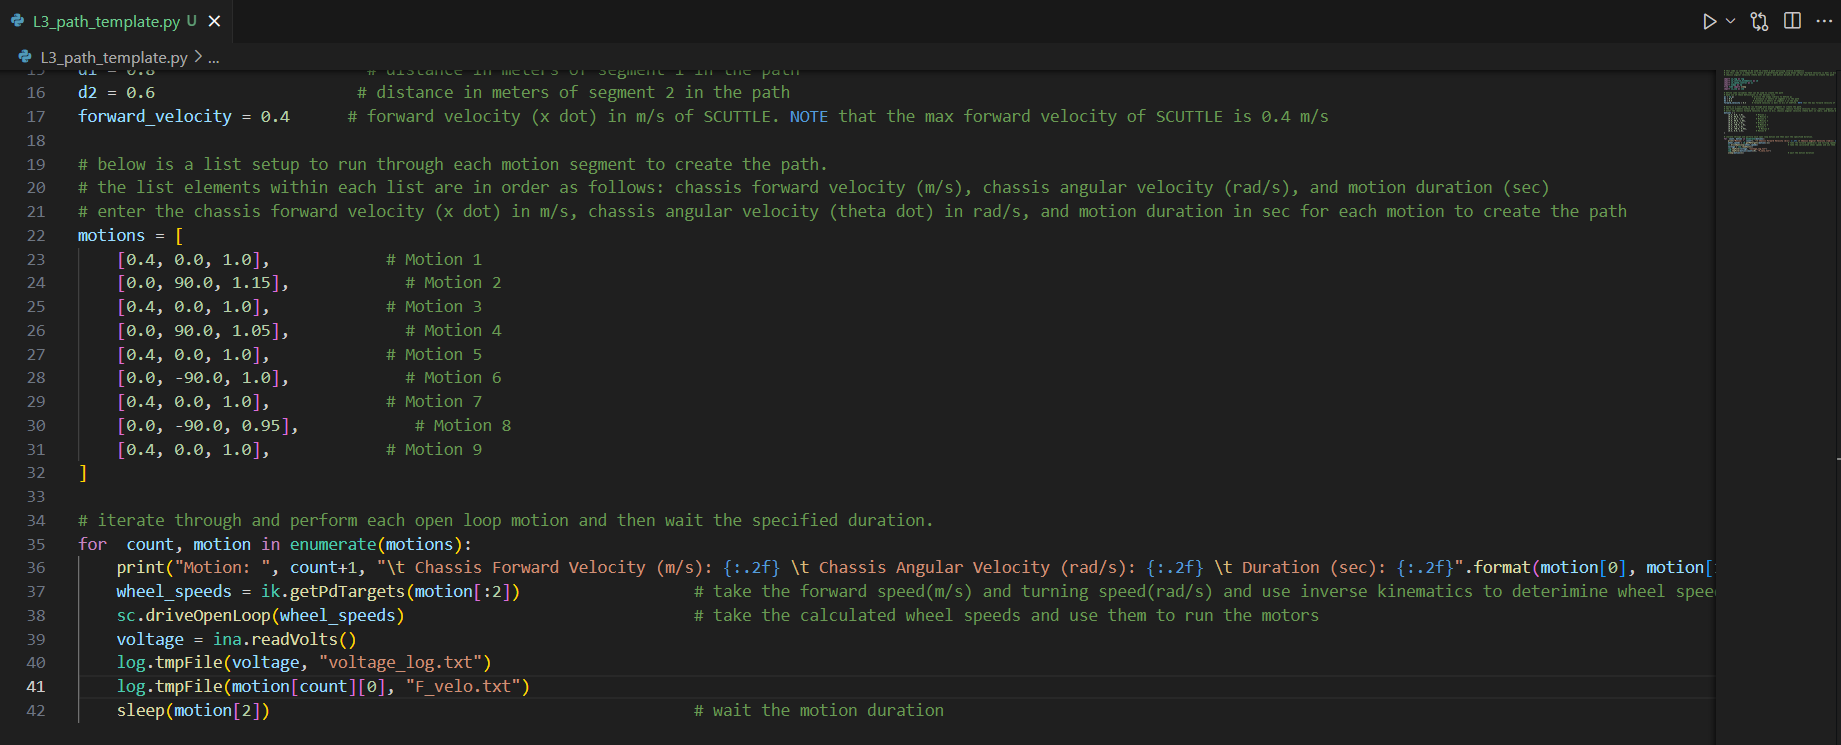 L3_path_template.py U
L3_path_template.py > ...
15 d1 = 0.8 # distance in meters of segment 1 in the path
16 d2 = 0.6 # distance in meters of segment 2 in the path
17 forward_velocity = 0.4 # forward velocity (x dot) in m/s of SCUTTLE. NOTE that the max forward velocity of SCUTTLE is 0.4 m/s
18
19 # below is a list setup to run through each motion segment to create the path.
20 # the list elements within each list are in order as follows: chassis forward velocity (m/s), chassis angular velocity (rad/s), and motion duration (sec)
21 # enter the chassis forward velocity (x dot) in m/s, chassis angular velocity (theta dot) in rad/s, and motion duration in sec for each motion to create the path
22 motions = [
23 [0.4, 0.0, 1.0], # Motion 1
24 [0.0, 90.0, 1.15], # Motion 2
25 [0.4, 0.0, 1.0], # Motion 3
26 [0.0, 90.0, 1.05], # Motion 4
27 [0.4, 0.0, 1.0], # Motion 5
28 [0.0, -90.0, 1.0], # Motion 6
29 [0.4, 0.0, 1.0], # Motion 7
30 [0.0, -90.0, 0.95], # Motion 8
31 [0.4, 0.0, 1.0], # Motion 9
32 ]
33
34 # iterate through and perform each open loop motion and then wait the specified duration.
35 for  count, motion in enumerate(motions):
36 print("Motion: ", count+1, "\t Chassis Forward Velocity (m/s): {:.2f} \t Chassis Angular Velocity (rad/s): {:.2f} \t Duration (sec): {:.2f}".format(motion[0], motion[
37 wheel_speeds = ik.getPdTargets(motion[:2]) # take the forward speed(m/s) and turning speed(rad/s) and use inverse kinematics to deterimine wheel spee
38 sc.driveOpenLoop(wheel_speeds) # take the calculated wheel speeds and use them to run the motors
39 voltage = ina.readVolts()
40 log.tmpFile(voltage, "voltage_log.txt")
41 log.tmpFile(motion[count][0], "F_velo.txt")
42 sleep(motion[2]) # wait the motion duration